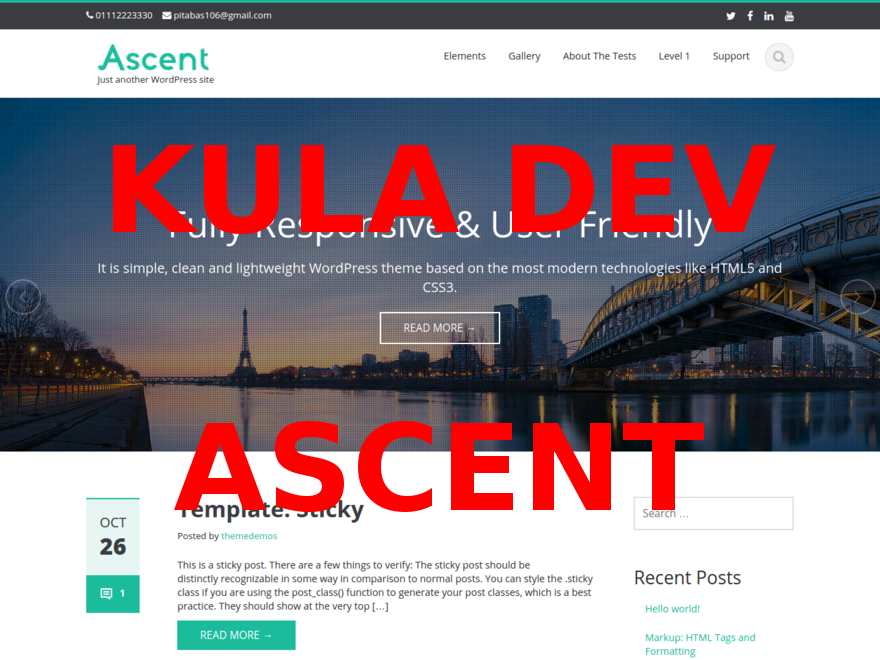 01112223330 pitabas106@gmail.com
Ascent
Just another WordPress site
Elements Gallery About The Tests Level 1 Support
KULA DEV
Fully Responsive & User Friendly
It is simple, clean and lightweight WordPress theme based on the most modern technologies like HTML5 and
CSS3.
READ MORE →
ASCENT
OCT
26
1
Template: Sticky
Posted by themedemos
This is a sticky post. There are a few things to verify: The sticky post should be
distinctly recognizable in some way in comparison to normal posts. You can style the .sticky
class if you are using the post_class() function to generate your post classes, which is a best
practice. They should show at the very top […]
READ MORE →
Search …
Recent Posts
Hello world!
Markup: HTML Tags and
Formatting